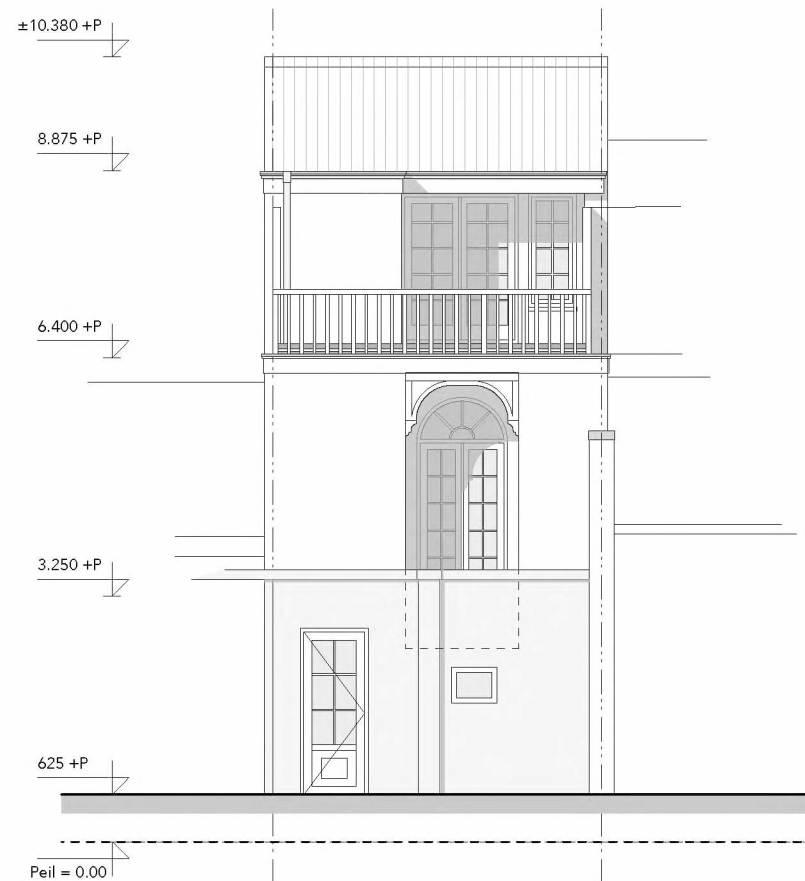 ±10.380 +P
8.875 +P
6.400 +P
3.250 +P
625 +P
Peil = 0.00